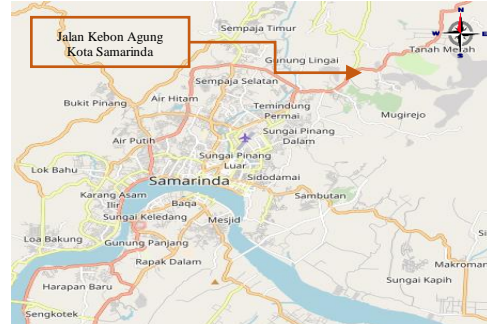 Jalan Kebon Agung
Kota Samarinda
N
W
E
S
Sempaja Timur
Gunung Lingai
Tanah Merah
Sempaja Selatan
Bukit Pinang
Air Hitam
Temindung
Permai
Mugirejo
Sungai Pinang
Dalam
Air Putih
Sungai Pinang
Luar
Lok Bahu
Samarinda
Sidodamai
Karang Asam
Ilir
Baqa
Sambutan
Sungai Keledang
Mesjid
Loa Bakung
Gunung Panjang
Si
Rapak Dalam
Makroman
Harapan Baru
Sungai Kapih
Sengkotek